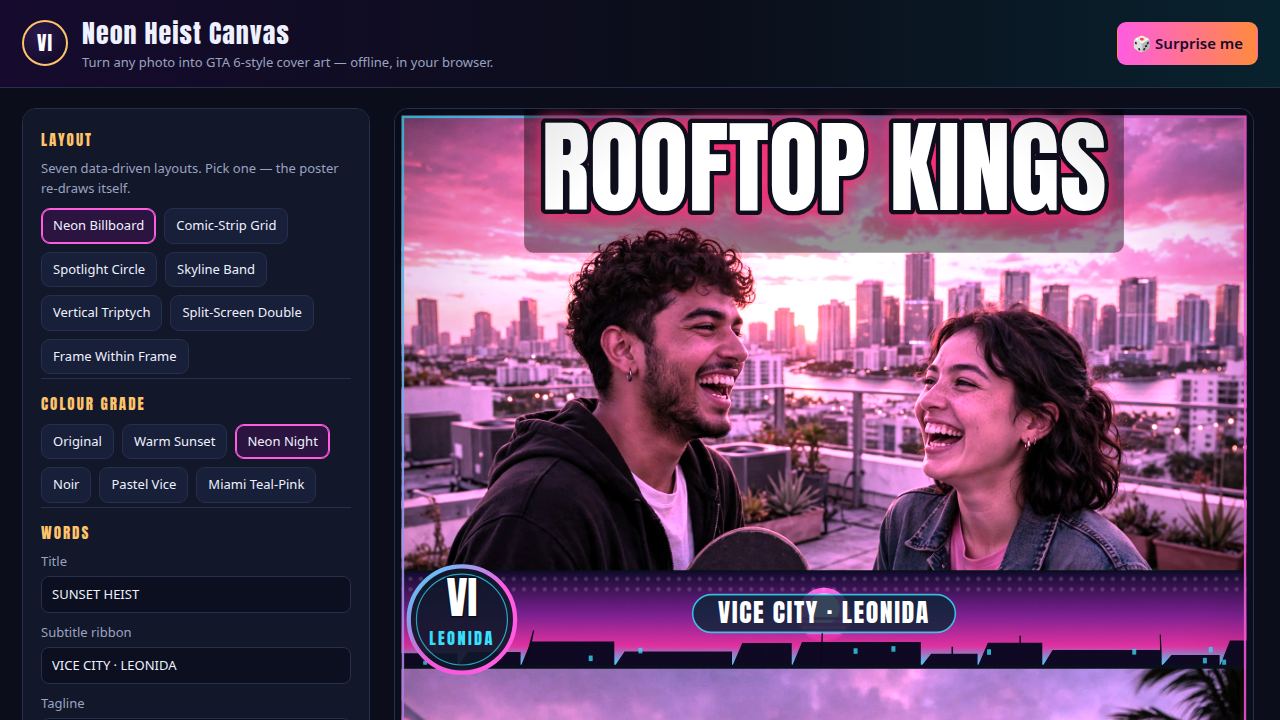 VI
Neon Heist Canvas
Turn any photo into GTA 6-style cover art — offline, in your browser.
🎲 Surprise me
LAYOUT
Seven data-driven layouts. Pick one — the poster
re-draws itself.
Neon Billboard
Comic-Strip Grid
Spotlight Circle
Skyline Band
Vertical Triptych
Split-Screen Double
Frame Within Frame
COLOUR GRADE
Original
Warm Sunset
Neon Night
Noir
Pastel Vice
Miami Teal-Pink
WORDS
Title
SUNSET HEIST
Subtitle ribbon
VICE CITY · LEONIDA
Tagline
ROOFTOP KINGS
VI
LEONIDA
VICE CITY · LEONIDA